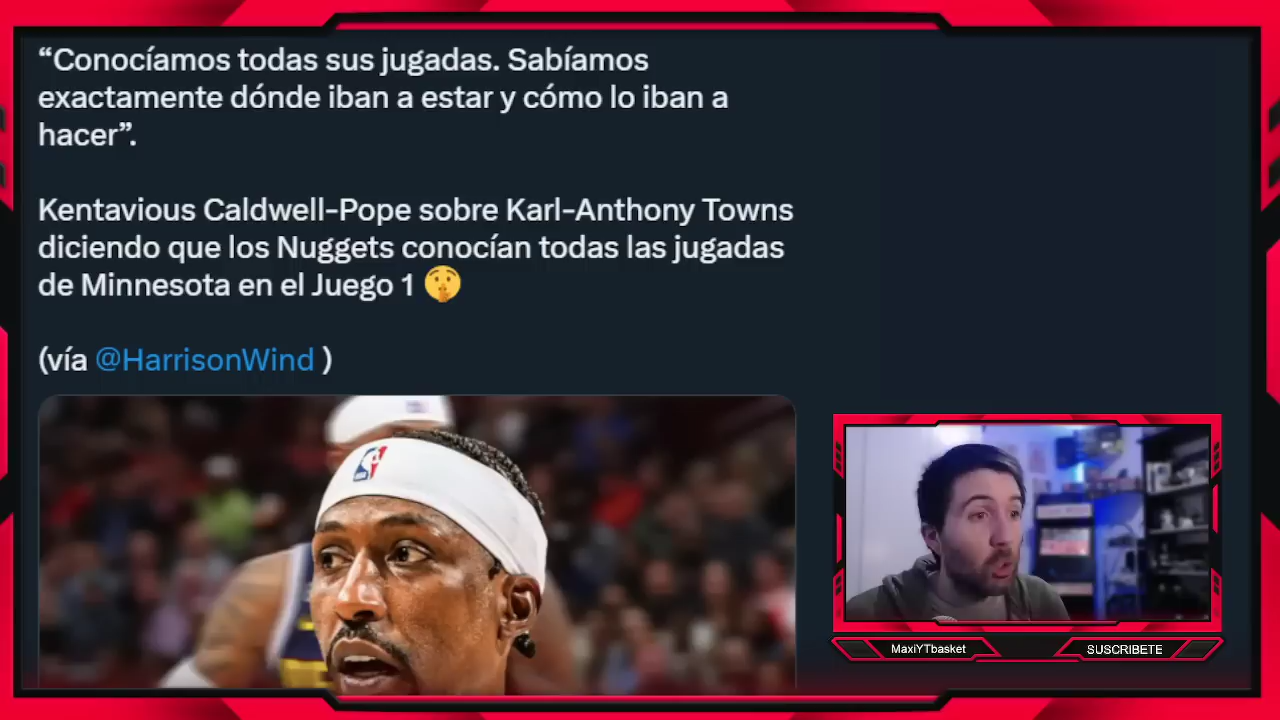 “Conocíamos todas sus jugadas. Sabíamos
exactamente dónde iban a estar y cómo lo iban a
hacer”.
Kentavious Caldwell-Pope sobre Karl-Anthony Towns
diciendo que los Nuggets conocían todas las jugadas
de Minnesota en el Juego 1 🤫
(vía @HarrisonWind )
MaxiYTbasket
SUSCRIBETE